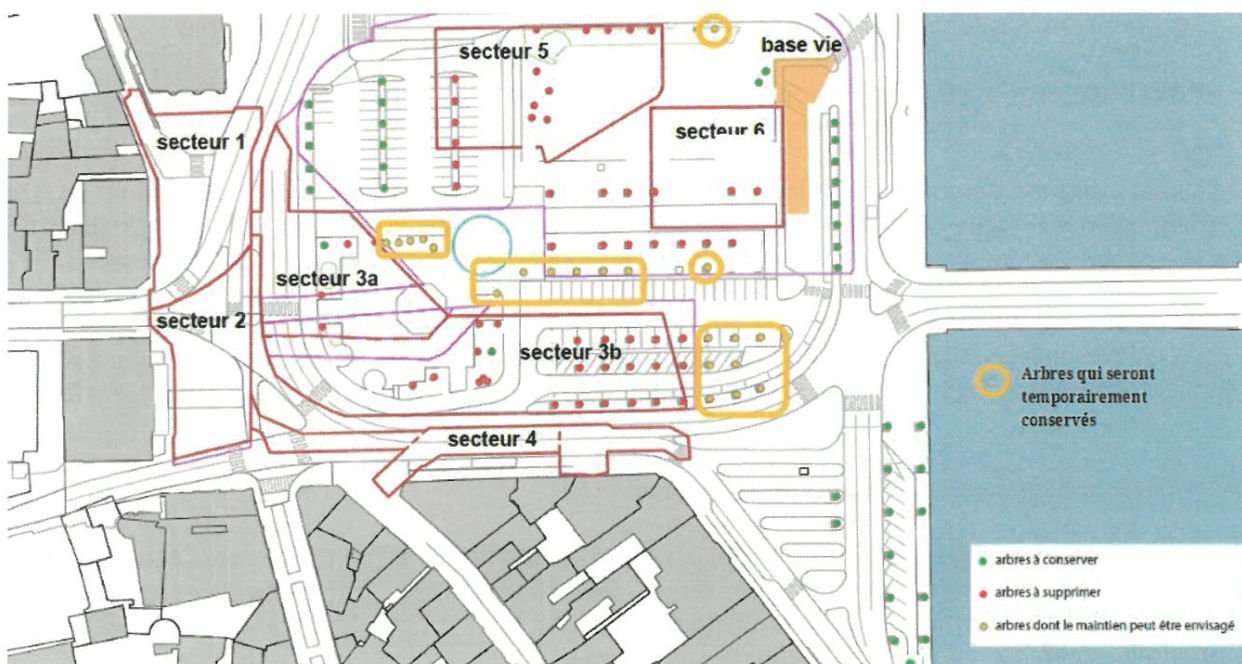 secteur 5
base vie
secteur 1
secteur 6
secteur 3a
secteur 2
secteur 3b
Arbres qui seront
temporairement
conservés
secteur 4
arbres à conserver
arbres à supprimer
arbres dont le maintien peut être envisagé